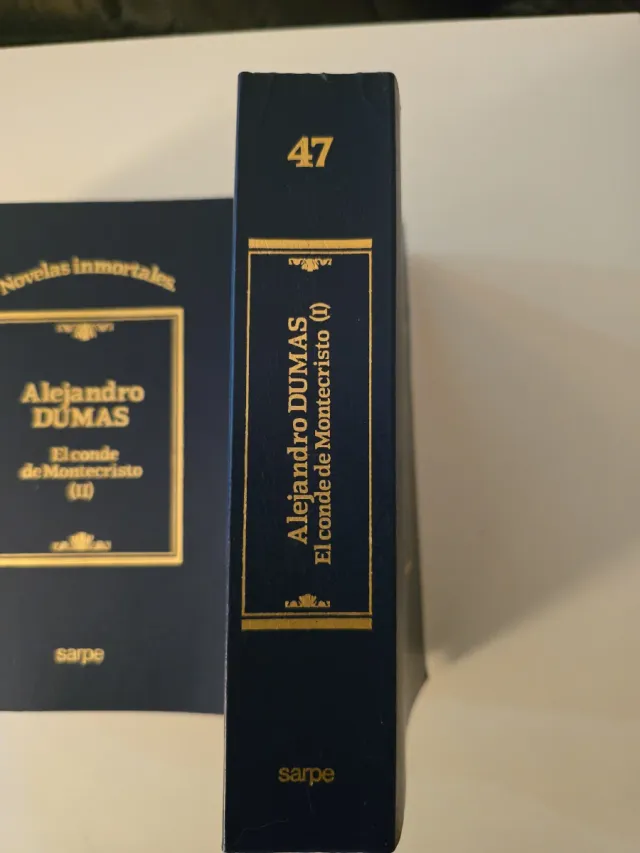 Novelas inmortales.
Alejandro
DUMAS
El conde
de Montecristo
(II)
sarpe
47
Alejandro DUMAS
El conde de Montecristo (I)
sarpe